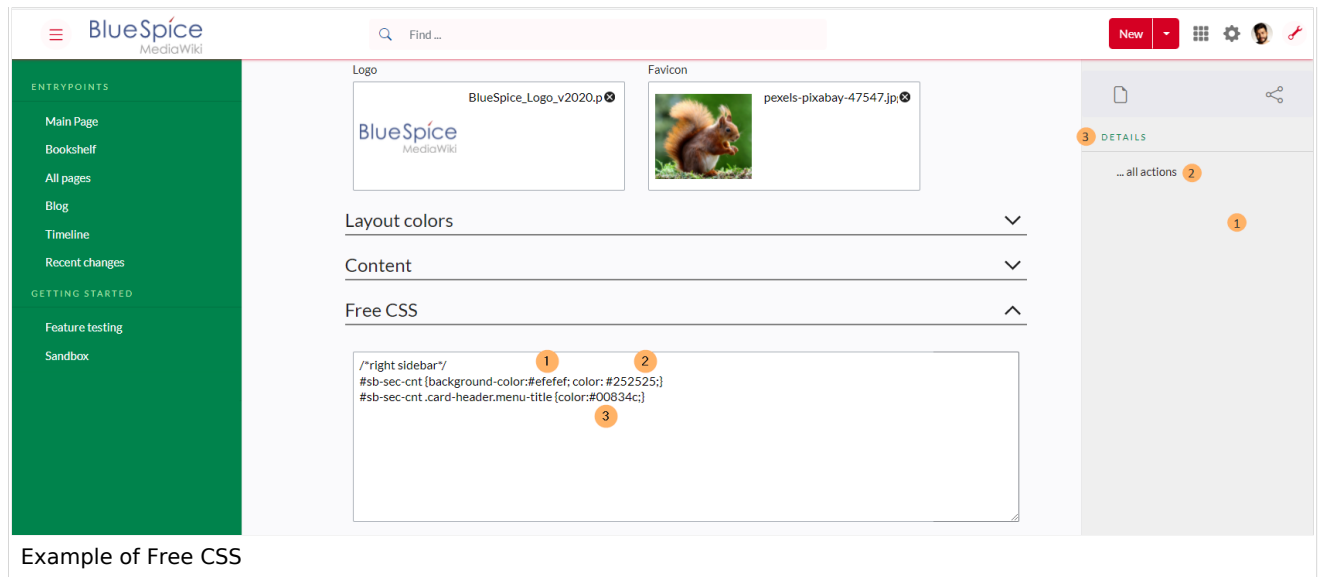 BlueSpice
MediaWiki
Find ...
New
ENTRYPOINTS
Main Page
Bookshelf
All pages
Blog
Timeline
Recent changes
GETTING STARTED
Feature testing
Sandbox
Logo
Favicon
BlueSpice_Logo_v2020.p
BlueSpice
MediaWiki
pexels-pixabay-47547.jp
Layout colors
Content
Free CSS
1 2
/*right sidebar*/
#sb-sec-cnt {background-color:#efefef; color: #252525;}
#sb-sec-cnt .card-header.menu-title {color:#00834c;}
3
3 DETAILS
... all actions 2
1
Example of Free CSS